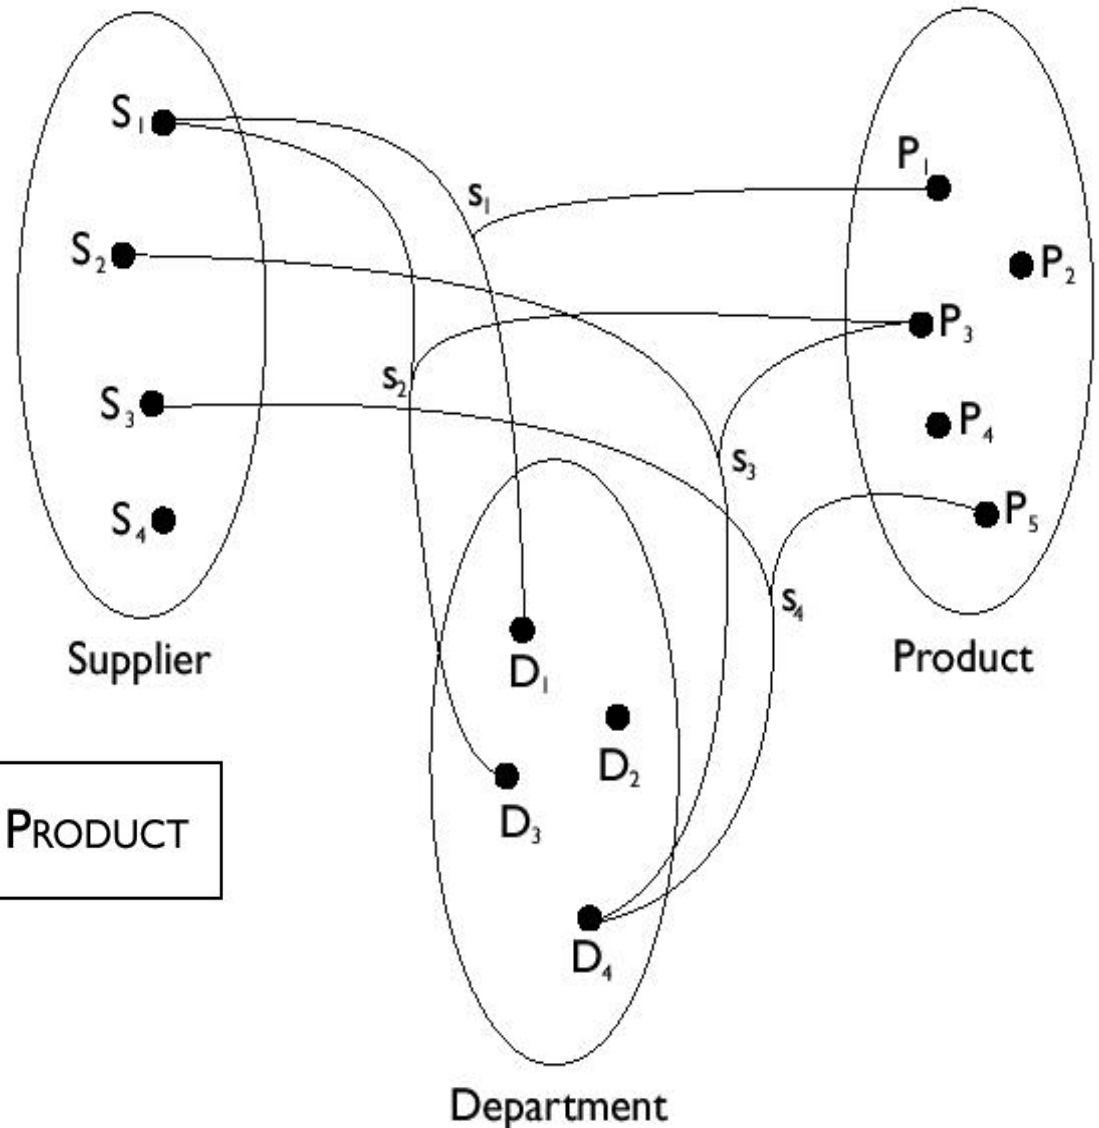 S₁
S₂
S₃
S₄
Supplier
s₁
s₂
s₃
s₄
P₁
P₂
P₃
P₄
P₅
Product
D₁
D₂
D₃
D₄
Department
PRODUCT